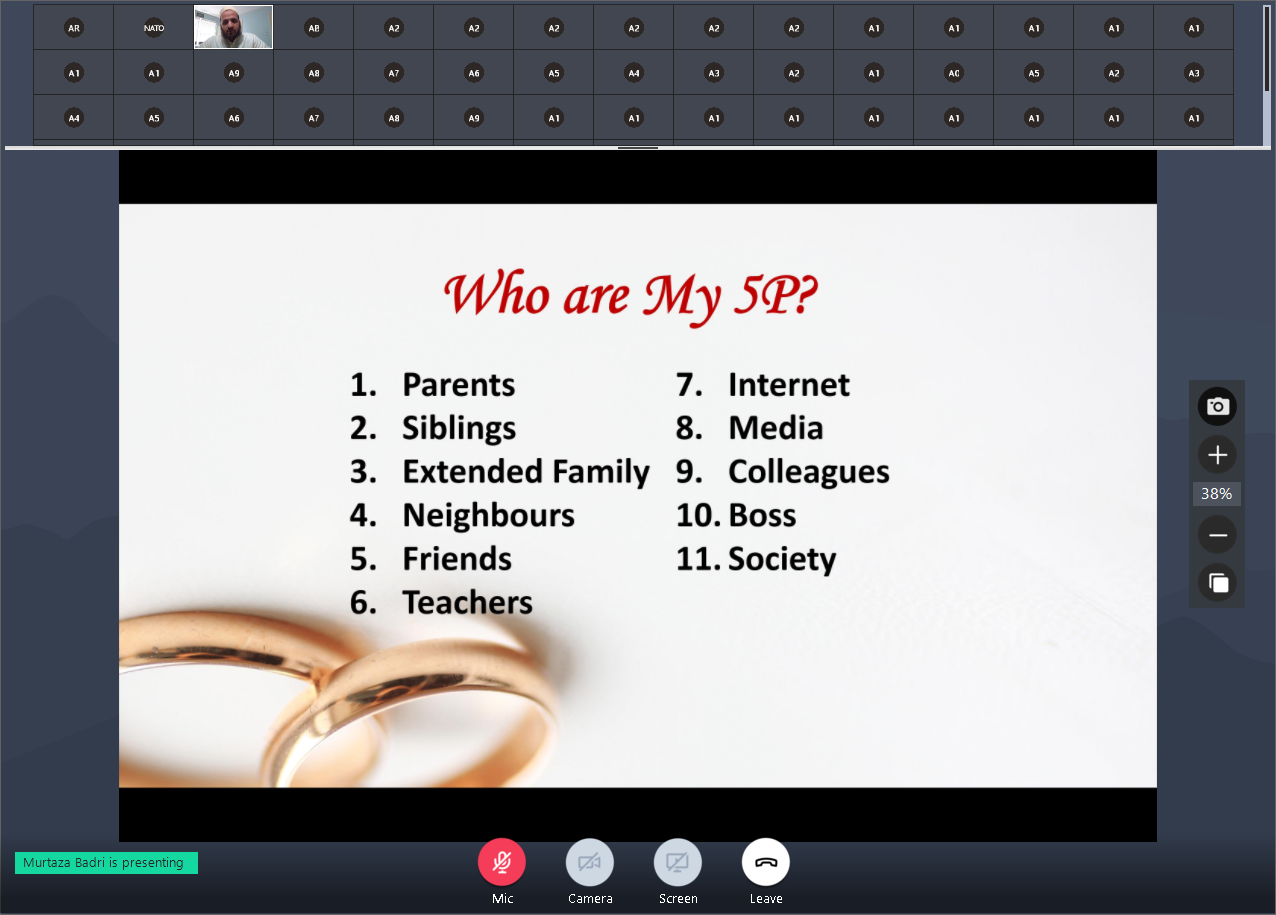 AR NATO AB A2 A2 A2 A2 A2 A2 A1 A1 A1 A1 A1
A1 A1 A9 A8 A7 A6 A5 A4 A3 A2 A1 A0 A5 A2 A3
A4 A5 A6 A7 A8 A9 A1 A1 A1 A1 A1 A1 A1 A1 A1
Who are My 5P?
1. Parents
2. Siblings
3. Extended Family
4. Neighbours
5. Friends
6. Teachers
7. Internet
8. Media
9. Colleagues
10. Boss
11. Society
38%
Murtaza Badri is presenting
Mic Camera Screen Leave